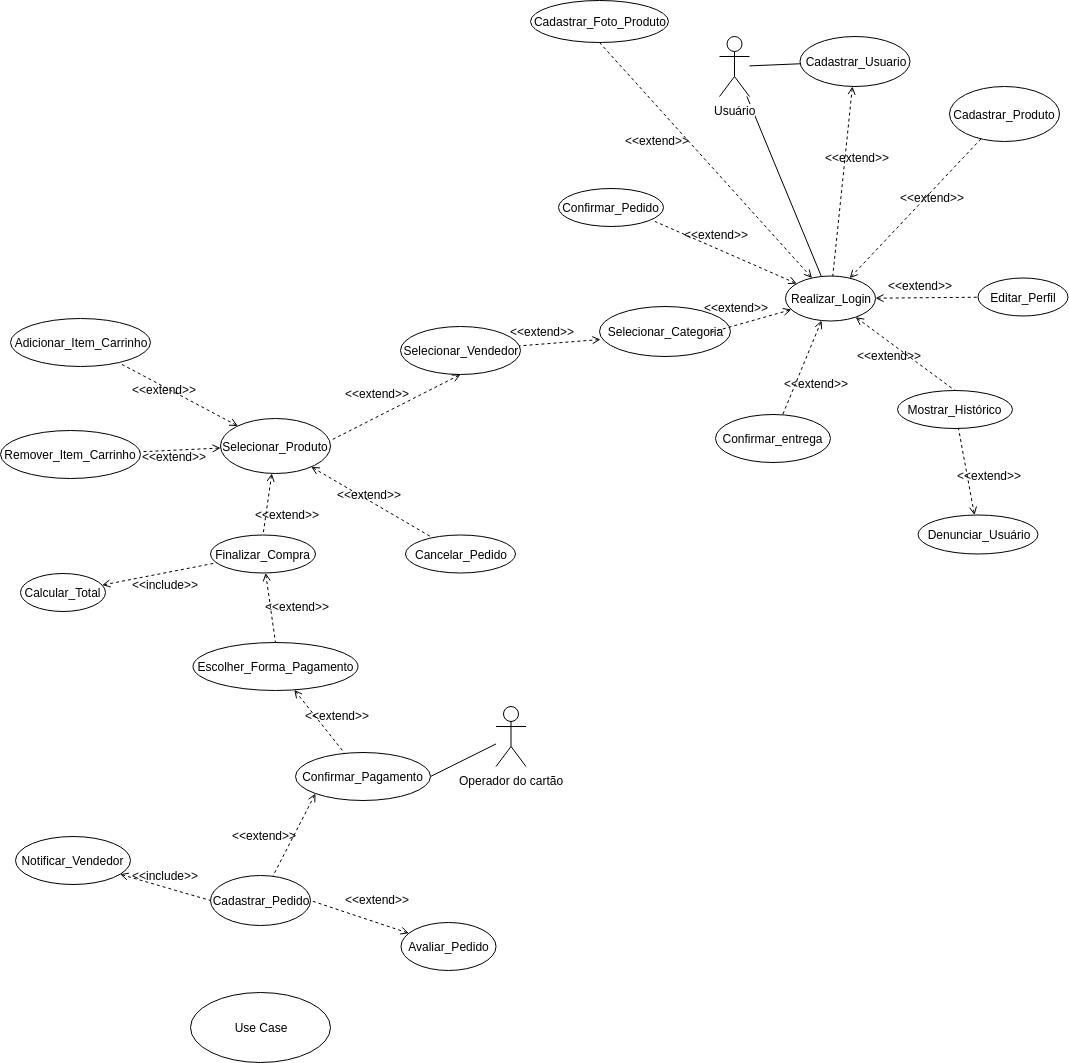 Cadastrar_Foto_Produto
Cadastrar_Usuario
Usuário
Cadastrar_Produto
<<extend>>
<<extend>>
<<extend>>
Confirmar_Pedido
<<extend>>
<<extend>>
Realizar_Login
Editar_Perfil
<<extend>>
<<extend>>
Selecionar_Categoria
Adicionar_Item_Carrinho
Selecionar_Vendedor
<<extend>>
<<extend>>
<<extend>>
<<extend>>
Mostrar_Histórico
Confirmar_entrega
Selecionar_Produto
Remover_Item_Carrinho
<<extend>>
<<extend>>
<<extend>>
<<extend>>
Denunciar_Usuário
Finalizar_Compra
Cancelar_Pedido
Calcular_Total
<<include>>
<<extend>>
Escolher_Forma_Pagamento
<<extend>>
Confirmar_Pagamento
Operador do cartão
<<extend>>
Notificar_Vendedor
<<include>>
Cadastrar_Pedido
<<extend>>
Avaliar_Pedido
Use Case